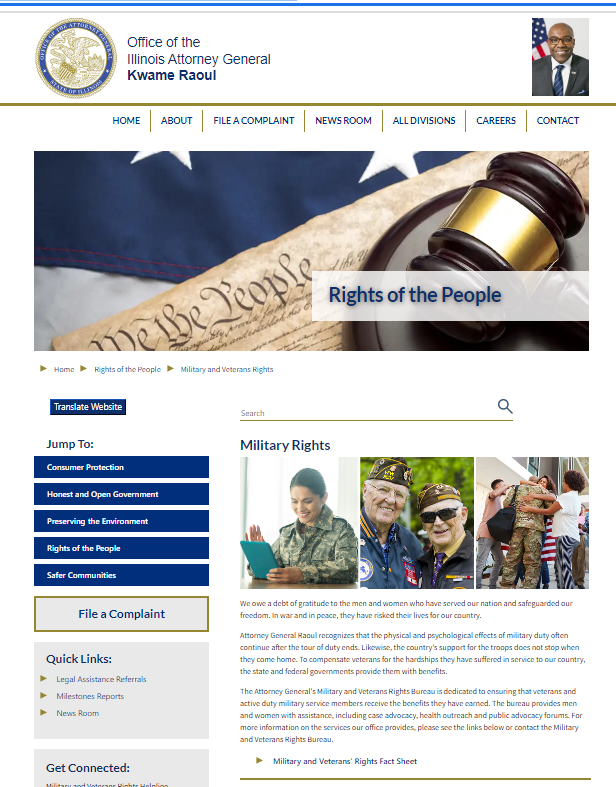 OFFICE OF THE ATTORNEY GENERAL
STATE OF ILLINOIS
Office of the
Illinois Attorney General
Kwame Raoul
HOME
ABOUT
FILE A COMPLAINT
NEWS ROOM
ALL DIVISIONS
CAREERS
CONTACT
We the People
Rights of the People
Home
Rights of the People
Military and Veterans Rights
Translate Website
Search
Jump To:
Consumer Protection
Honest and Open Government
Preserving the Environment
Rights of the People
Safer Communities
File a Complaint
Quick Links:
Legal Assistance Referrals
Milestones Reports
News Room
Get Connected:
Military and Veterans Rights Helpline
Military Rights
We owe a debt of gratitude to the men and women who have served our nation and safeguarded our
freedom. In war and in peace, they have risked their lives for our country.
Attorney General Raoul recognizes that the physical and psychological effects of military duty often
continue after the tour of duty ends. Likewise, the country's support for the troops does not stop when
they come home. To compensate veterans for the hardships they have suffered in service to our country,
the state and federal governments provide them with benefits.
The Attorney General's Military and Veterans Rights Bureau is dedicated to ensuring that veterans and
active duty military service members receive the benefits they have earned. The bureau provides men
and women with assistance, including case advocacy, health outreach and public advocacy forums. For
more information on the services our office provides, please see the links below or contact the Military
and Veterans Rights Bureau.
Military and Veterans' Rights Fact Sheet